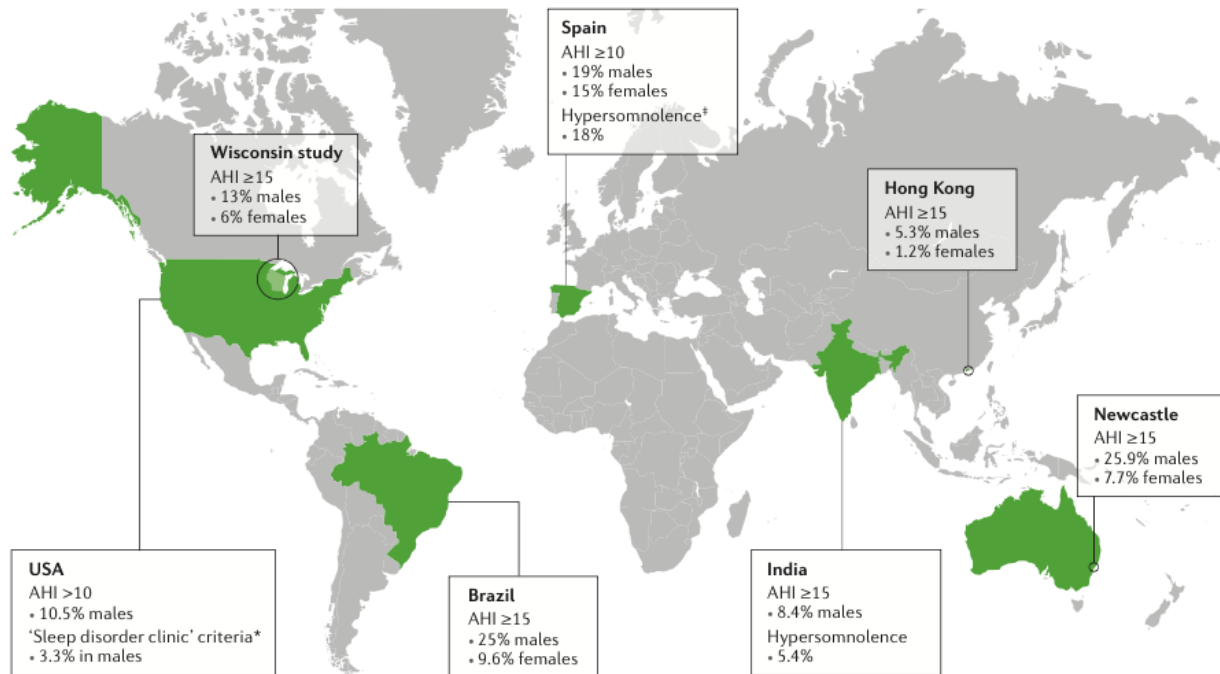 Spain
AHI ≥10
• 19% males
• 15% females
Hypersomnolence‡
• 18%
Wisconsin study
AHI ≥15
• 13% males
• 6% females
Hong Kong
AHI ≥15
• 5.3% males
• 1.2% females
Newcastle
AHI ≥15
• 25.9% males
• 7.7% females
USA
AHI >10
• 10.5% males
‘Sleep disorder clinic’ criteria*
• 3.3% in males
Brazil
AHI ≥15
• 25% males
• 9.6% females
India
AHI ≥15
• 8.4% males
Hypersomnolence
• 5.4%